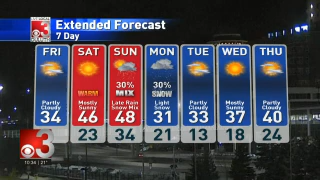 Extended Forecast
7 Day
FRI SAT SUN MON TUE WED THU
WARM 30% MIX 30% SNOW
Partly Cloudy Mostly Sunny Late Rain Snow Mix Light Snow Partly Cloudy Mostly Sunny Partly Cloudy
34 46 48 31 33 37 40
23 34 21 13 18 24
3
10:34 21°